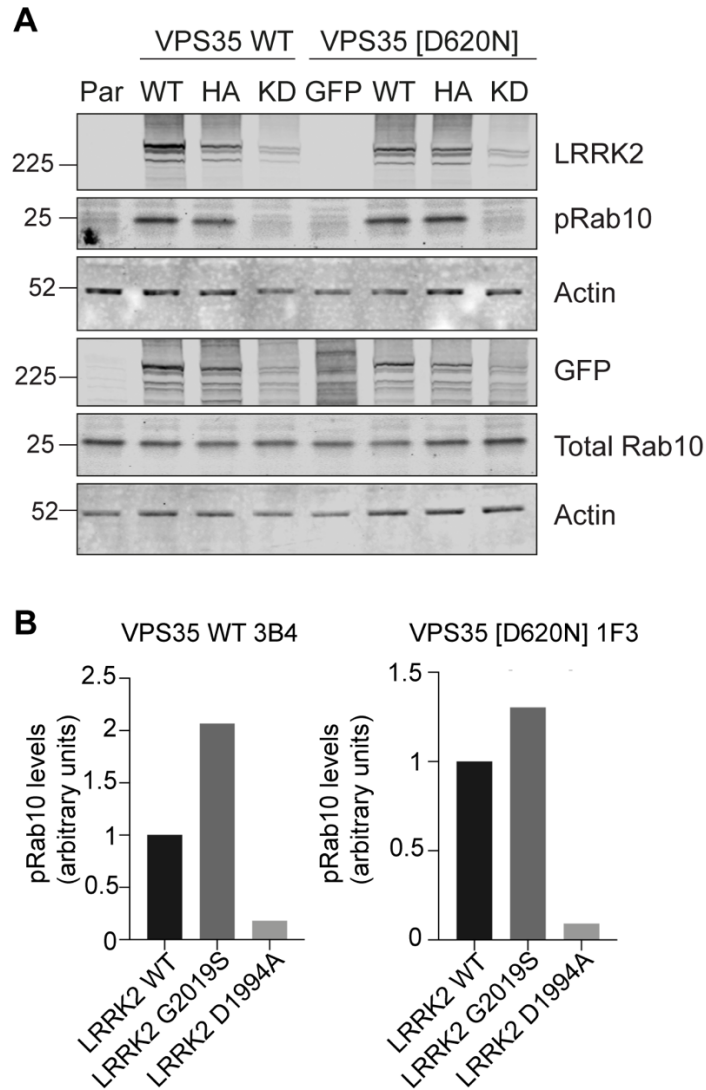 A
VPS35 WT VPS35 [D620N]
Par WT HA KD GFP WT HA KD
225 LRRK2
25 pRab10
52 Actin
225 GFP
25 Total Rab10
52 Actin
B
VPS35 WT 3B4
pRab10 levels
(arbitrary units)
2.5
2
1.5
1
0.5
0
LRRK2 WT
LRRK2 G2019S
LRRK2 D1994A
VPS35 [D620N] 1F3
pRab10 levels
(arbitrary units)
1.5
1
0.5
0
LRRK2 WT
LRRK2 G2019S
LRRK2 D1994A